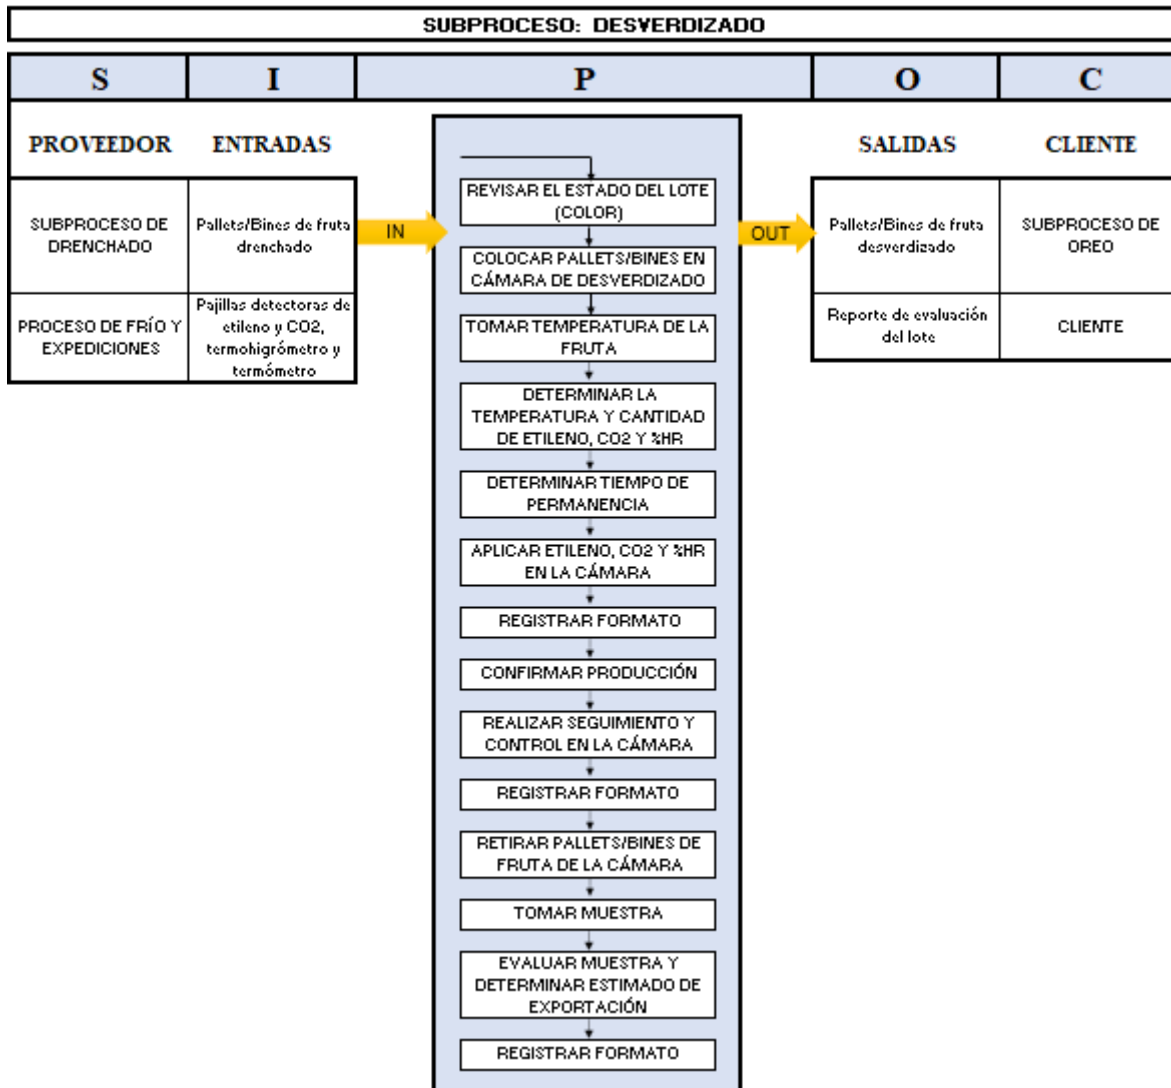 SUBPROCESO: DESVERDIZADO
S
I
P
O
C
PROVEEDOR
ENTRADAS
SALIDAS
CLIENTE
SUBPROCESO DE
DRENCHADO
Pallets/Bines de fruta
drenchado
IN
OUT
Pallets/Bines de fruta
desverdizado
SUBPROCESO DE
OREO
PROCESO DE FRÍO Y
EXPEDICIONES
Pajillas detectoras de
etileno y CO2,
termohigrómetro y
termómetro
Reporte de evaluación
del lote
CLIENTE
REVISAR EL ESTADO DEL LOTE
(COLOR)
COLOCAR PALLETS/BINES EN
CÁMARA DE DESVERDIZADO
TOMAR TEMPERATURA DE LA
FRUTA
DETERMINAR LA
TEMPERATURA Y CANTIDAD
DE ETILENO, CO2 Y %HR
DETERMINAR TIEMPO DE
PERMANENCIA
APLICAR ETILENO, CO2 Y %HR
EN LA CÁMARA
REGISTRAR FORMATO
CONFIRMAR PRODUCCIÓN
REALIZAR SEGUIMIENTO Y
CONTROL EN LA CÁMARA
REGISTRAR FORMATO
RETIRAR PALLETS/BINES DE
FRUTA DE LA CÁMARA
TOMAR MUESTRA
EVALUAR MUESTRA Y
DETERMINAR ESTIMADO DE
EXPORTACIÓN
REGISTRAR FORMATO